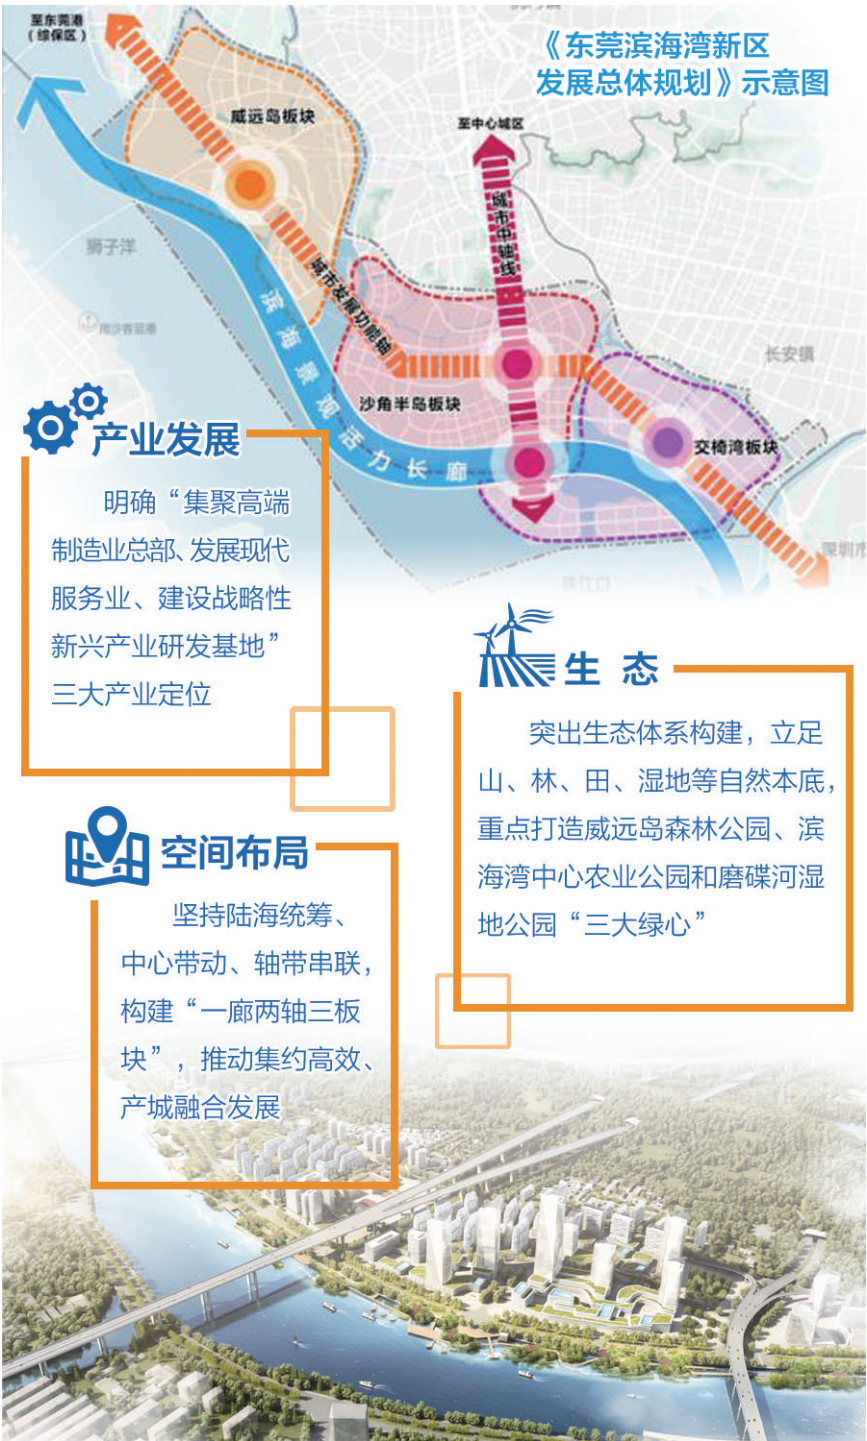 至东莞港
（综保区）
《东莞滨海湾新区
发展总体规划》示意图
威远岛板块
至中心城区
城市中轴线
狮子洋
南沙客运港
城市发展功能轴
滨海景观活力长廊
长安镇
沙角半岛板块
交椅湾板块
深圳市
珠江口
产业发展
明确“集聚高端
制造业总部、发展现代
服务业、建设战略性
新兴产业研发基地”
三大产业定位
生态
突出生态体系构建，立足
山、林、田、湿地等自然本底，
重点打造威远岛森林公园、滨
海湾中心农业公园和磨碟河湿
地公园“三大绿心”
空间布局
坚持陆海统筹、
中心带动、轴带串联，
构建“一廊两轴三板
块”，推动集约高效、
产城融合发展